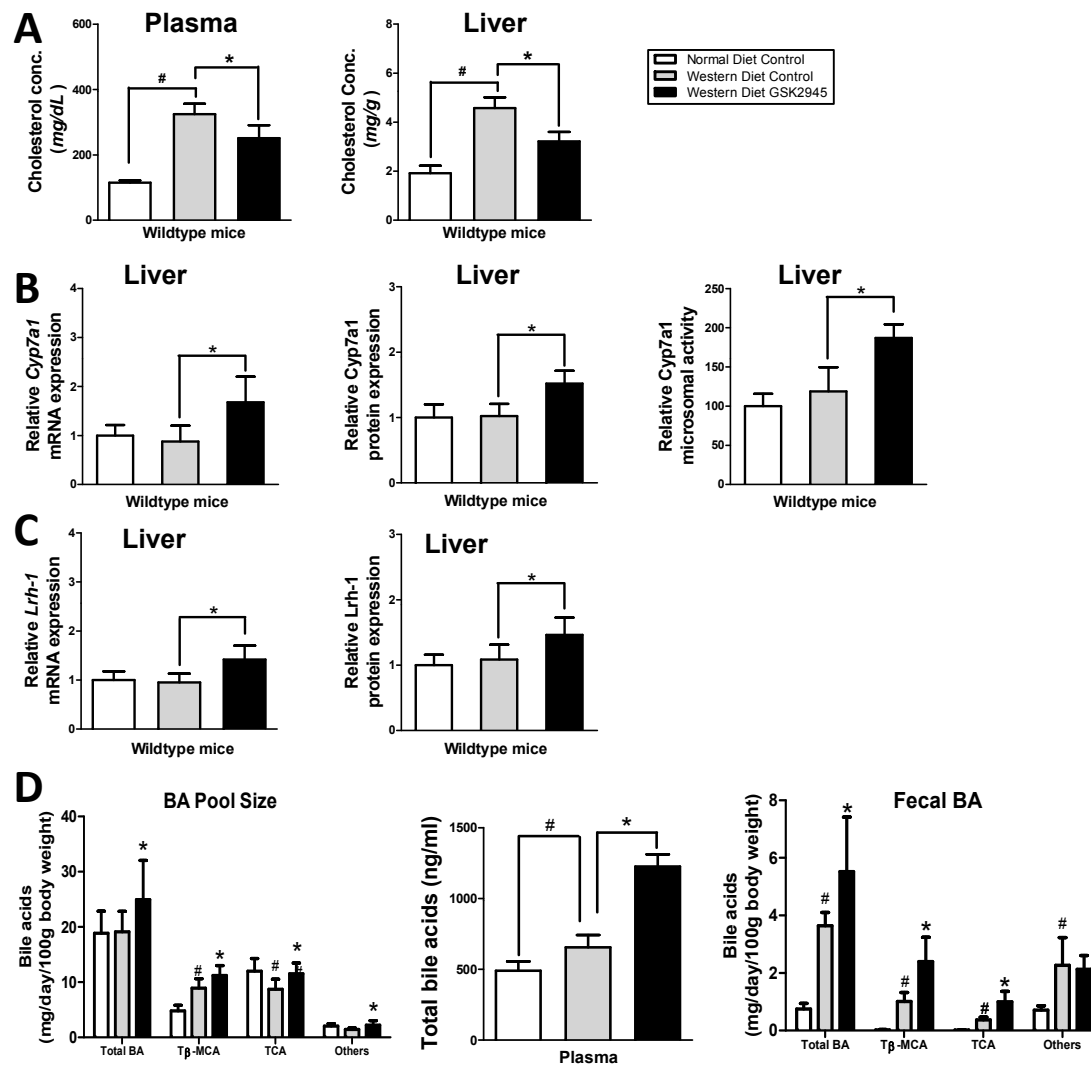 A
Plasma
Cholesterol Conc.
(mg/dL)
600
400
200
0
#
*
Wildtype mice
Liver
Cholesterol Conc.
(mg/g)
8
6
4
2
0
#
*
Wildtype mice
Normal Diet Control
Western Diet Control
Western Diet GSK2945
B
Liver
Relative Cyp7a1
mRNA expression
4
3
2
1
0
*
Wildtype mice
Liver
Relative Cyp7a1
protein expression
3
2
1
0
*
Wildtype mice
Liver
Relative Cyp7a1
microsomal activity
250
200
150
100
50
0
*
Wildtype mice
C
Liver
Relative Lrh-1
mRNA expression
4
3
2
1
0
*
Wildtype mice
Liver
Relative Lrh-1
protein expression
3
2
1
0
*
Wildtype mice
D
BA Pool Size
Bile acids
(mg/day/100g body weight)
40
30
20
10
0
*
#
*
#
*
#
*
Total BA
Tβ-MCA
TCA
Others
Total bile acids (ng/ml)
1500
1000
500
0
#
*
Plasma
Fecal BA
Bile acids
(mg/day/100g body weight)
8
6
4
2
0
#
*
#
*
#
*
#
Total BA
Tβ-MCA
TCA
Others